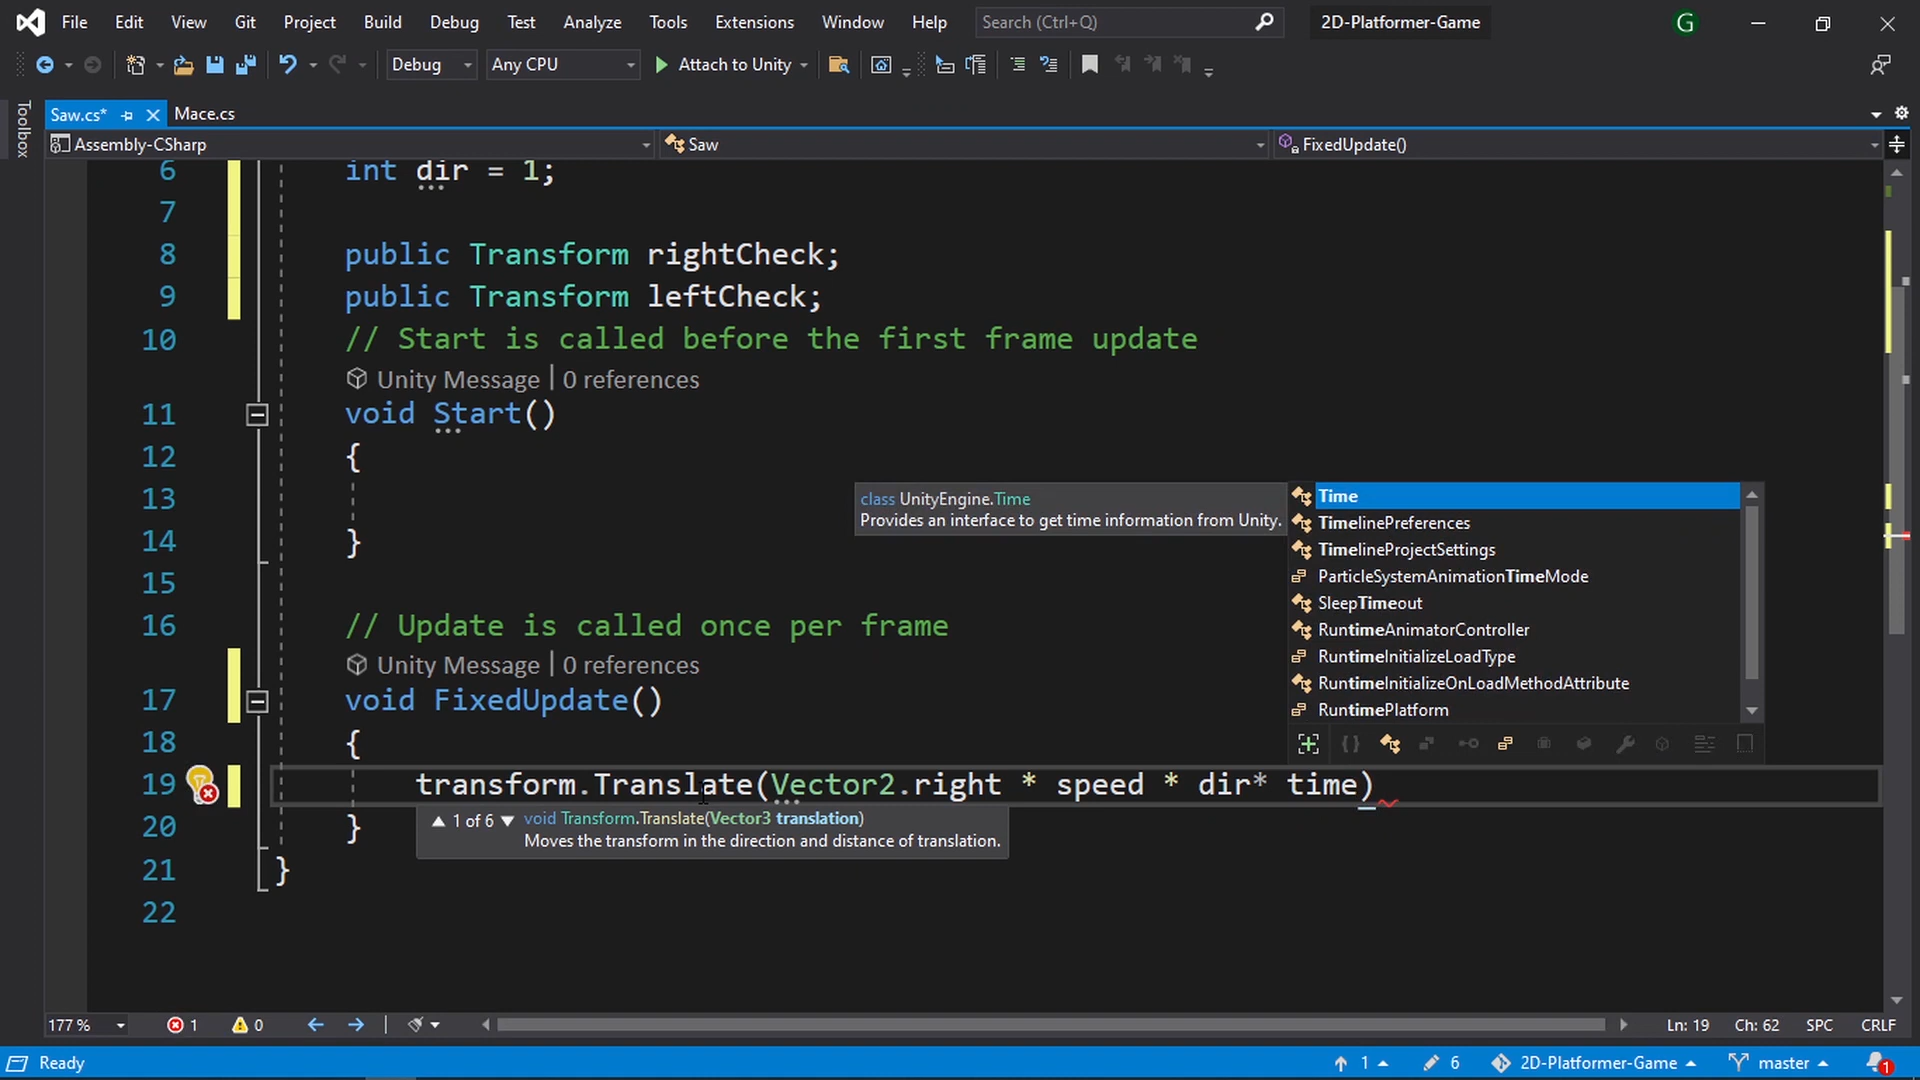 File Edit View Git Project Build Debug Test Analyze Tools Extensions Window Help Search (Ctrl+Q) 2D-Platformer-Game G
Debug Any CPU Attach to Unity
Toolbox
Saw.cs* Mace.cs
Assembly-CSharp Saw FixedUpdate()
6 int dir = 1;
7
8 public Transform rightCheck;
9 public Transform leftCheck;
10 // Start is called before the first frame update
Unity Message | 0 references
11 void Start()
12 {
13
14 }
15
16 // Update is called once per frame
Unity Message | 0 references
17 void FixedUpdate()
18 {
19 transform.Translate(Vector2.right * speed * dir* time)
20 }
21 }
22
class UnityEngine.Time
Provides an interface to get time information from Unity.
Time
TimelinePreferences
TimelineProjectSettings
ParticleSystemAnimationTimeMode
SleepTimeout
RuntimeAnimatorController
RuntimeInitializeLoadType
RuntimeInitializeOnLoadMethodAttribute
RuntimePlatform
1 of 6 void Transform.Translate(Vector3 translation)
Moves the transform in the direction and distance of translation.
177 % 1 0 Ln: 19 Ch: 62 SPC CRLF
Ready 1 6 2D-Platformer-Game master 1